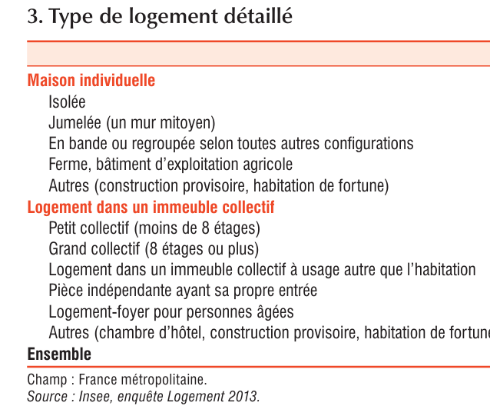 3. Type de logement détaillé
Maison individuelle
Isolée
Jumelée (un mur mitoyen)
En bande ou regroupée selon toutes autres configurations
Ferme, bâtiment d'exploitation agricole
Autres (construction provisoire, habitation de fortune)
Logement dans un immeuble collectif
Petit collectif (moins de 8 étages)
Grand collectif (8 étages ou plus)
Logement dans un immeuble collectif à usage autre que l'habitation
Pièce indépendante ayant sa propre entrée
Logement-foyer pour personnes âgées
Autres (chambre d'hôtel, construction provisoire, habitation de fortune
Ensemble
Champ : France métropolitaine.
Source : Insee, enquête Logement 2013.